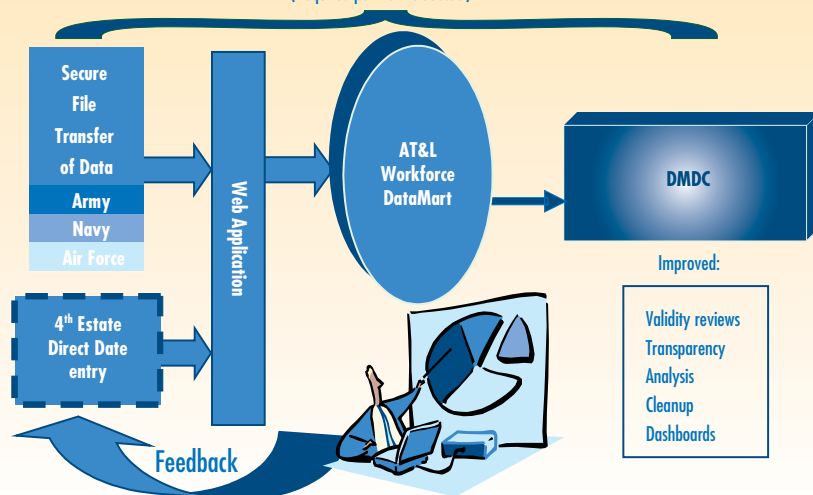 Secure
File
Transfer
of Data
Army
Navy
Air Force
4th Estate
Direct Date
entry
Web Application
AT&L
Workforce
DataMart
DMDC
Improved:
Validity reviews
Transparency
Analysis
Cleanup
Dashboards
Feedback